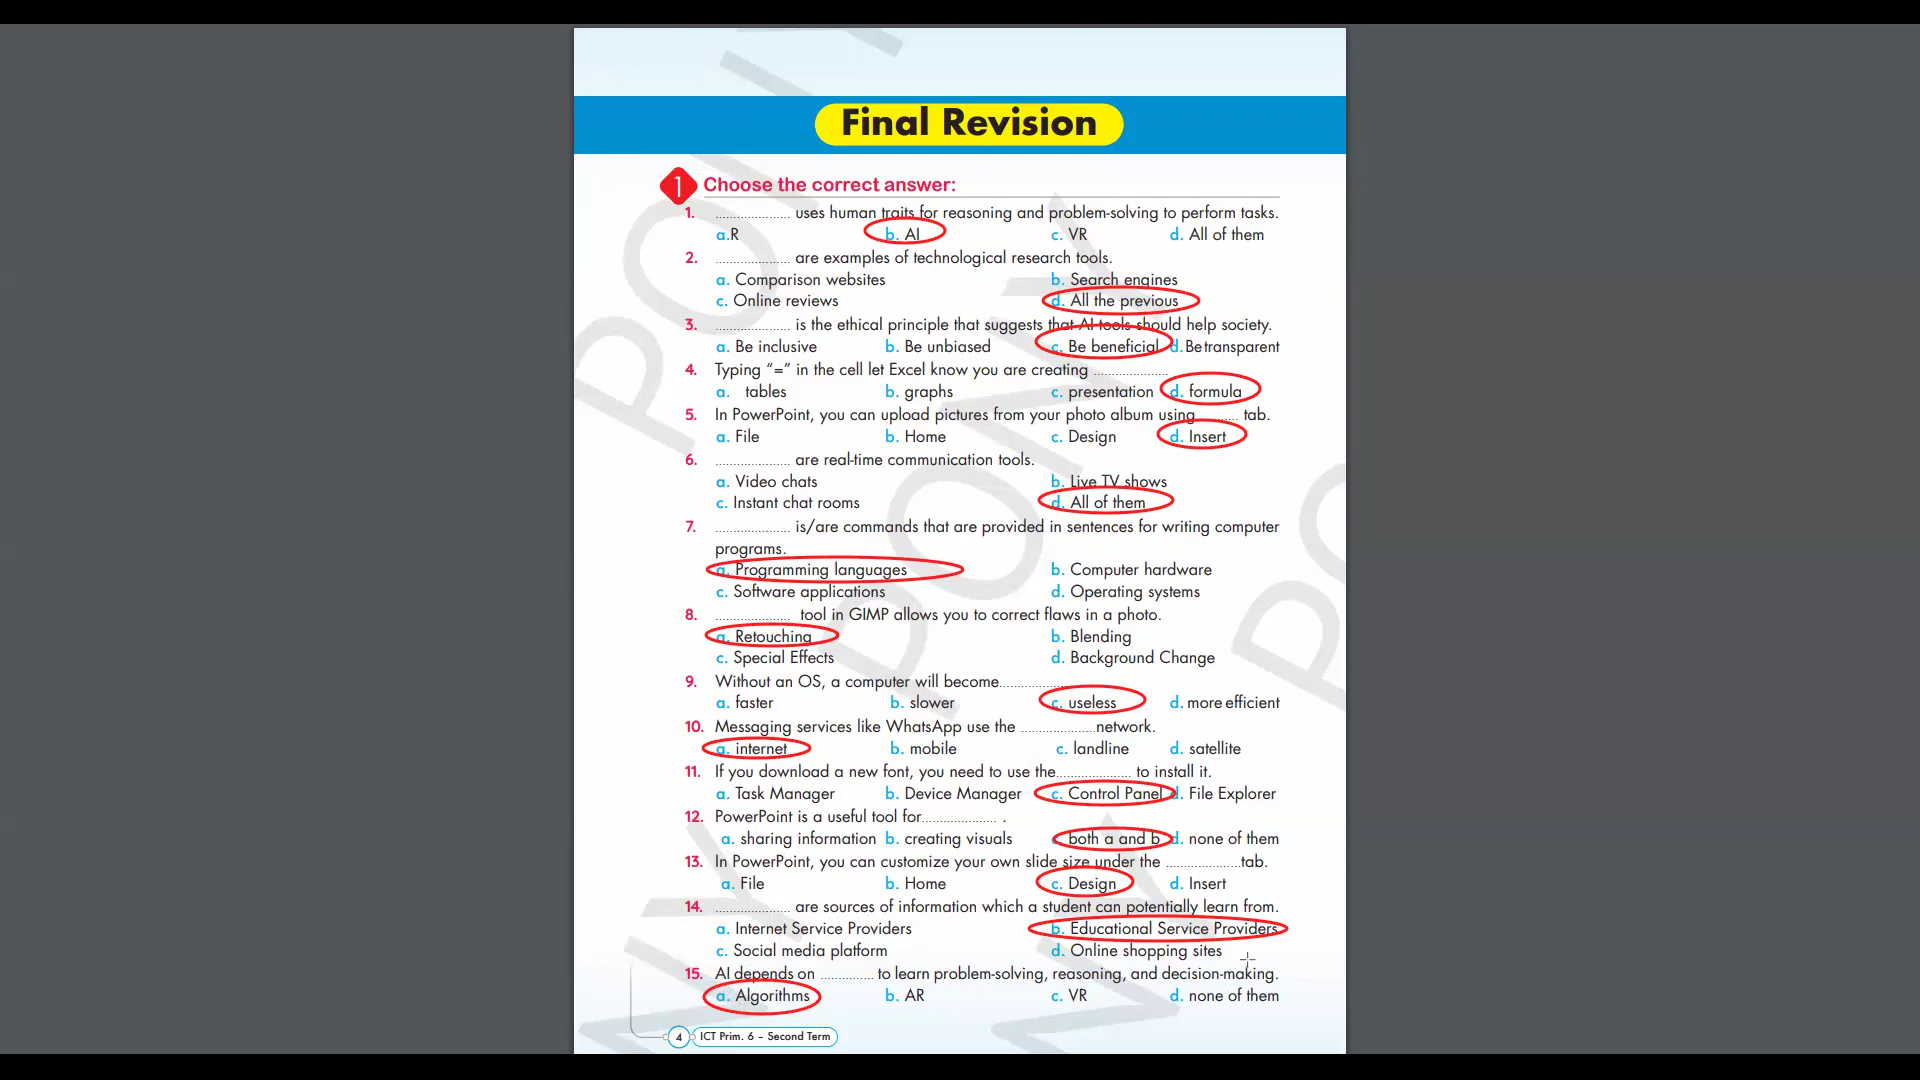 Final Revision
1 Choose the correct answer:
1. ..................... uses human traits for reasoning and problem-solving to perform tasks.
a.R b. AI c. VR d. All of them
2. ..................... are examples of technological research tools.
a. Comparison websites b. Search engines
c. Online reviews d. All the previous
3. ..................... is the ethical principle that suggests that AI tools should help society.
a. Be inclusive b. Be unbiased c. Be beneficial d. Be transparent
4. Typing “=” in the cell let Excel know you are creating .....................
a. tables b. graphs c. presentation d. formula
5. In PowerPoint, you can upload pictures from your photo album using............ tab.
a. File b. Home c. Design d. Insert
6. ..................... are real-time communication tools.
a. Video chats b. Live TV shows
c. Instant chat rooms d. All of them
7. ..................... is/are commands that are provided in sentences for writing computer
programs.
a. Programming languages b. Computer hardware
c. Software applications d. Operating systems
8. ..................... tool in GIMP allows you to correct flaws in a photo.
a. Retouching b. Blending
c. Special Effects d. Background Change
9. Without an OS, a computer will become.....................
a. faster b. slower c. useless d. more efficient
10. Messaging services like WhatsApp use the .....................network.
a. internet b. mobile c. landline d. satellite
11. If you download a new font, you need to use the..................... to install it.
a. Task Manager b. Device Manager c. Control Panel d. File Explorer
12. PowerPoint is a useful tool for..................... .
a. sharing information b. creating visuals c. both a and b d. none of them
13. In PowerPoint, you can customize your own slide size under the .....................tab.
a. File b. Home c. Design d. Insert
14. ..................... are sources of information which a student can potentially learn from.
a. Internet Service Providers b. Educational Service Providers
c. Social media platform d. Online shopping sites
15. AI depends on ............... to learn problem-solving, reasoning, and decision-making.
a. Algorithms b. AR c. VR d. none of them
4 ICT Prim. 6 – Second Term
PONY